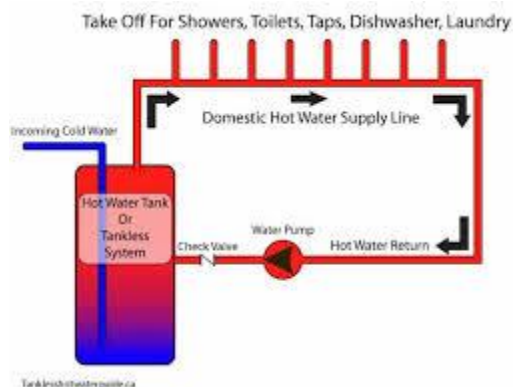 Take Off For Showers, Toilets, Taps, Dishwasher, Laundry
Domestic Hot Water Supply Line
Incoming Cold Water
Hot Water Tank
Or
Tankless
System
Check Valve
Water Pump
Hot Water Return